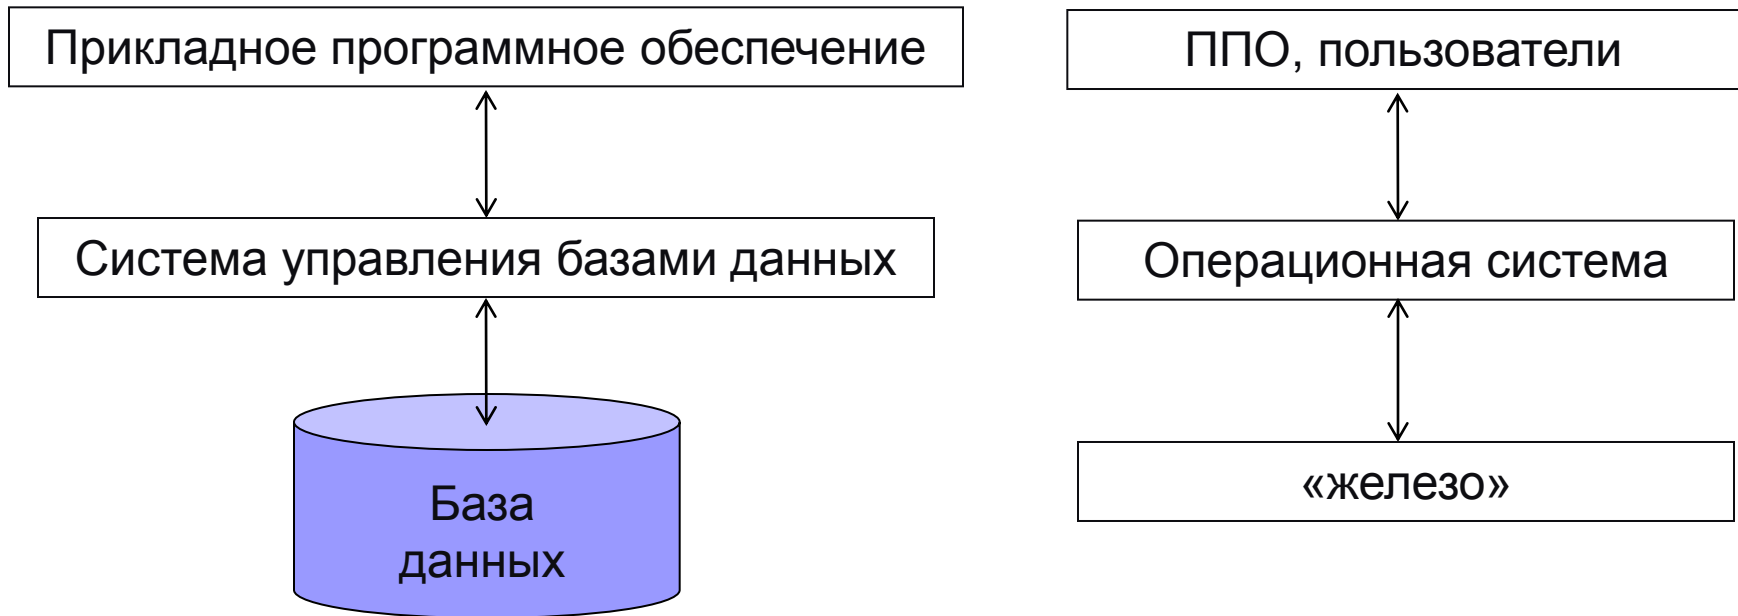 Прикладное программное обеспечение
Система управления базами данных
База
данных
ППО, пользователи
Операционная система
«железо»